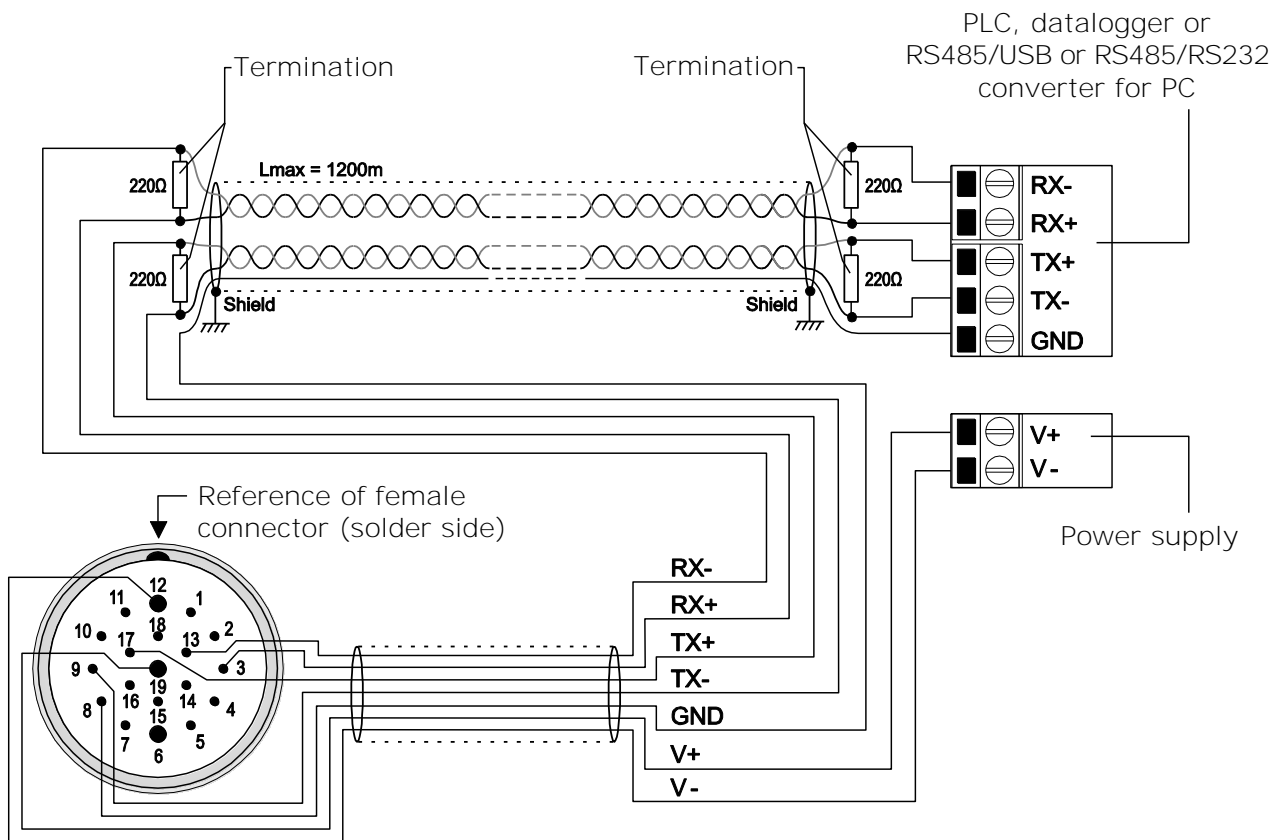 PLC, datalogger or
RS485/USB or RS485/RS232
converter for PC
Termination
Termination
Lmax = 1200m
220Ω
220Ω
220Ω
220Ω
Shield
Shield
RX-
RX+
TX+
TX-
GND
V+
V-
Power supply
Reference of female
connector (solder side)
RX-
RX+
TX+
TX-
GND
V+
V-
12
11
1
10
18
2
17
13
9
3
19
16
14
8
4
15
7
5
6